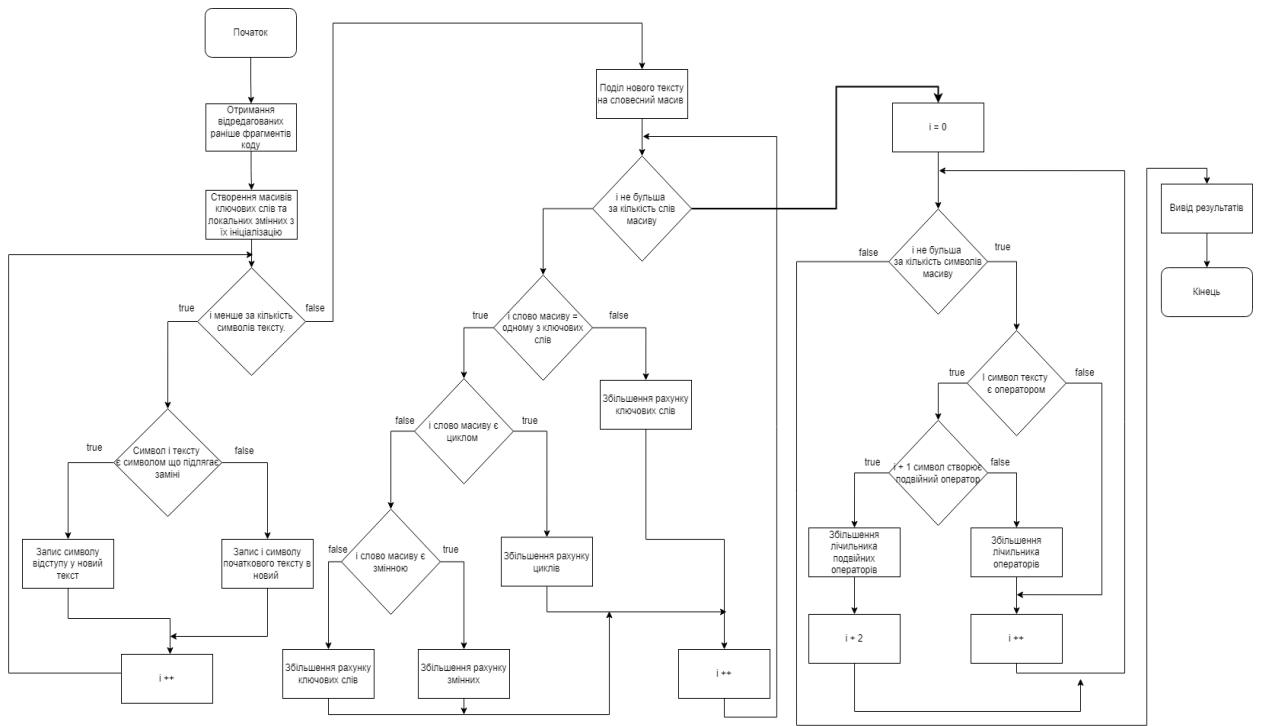 Початок
Отримання
відредагованих
раніше фрагментів
коду
Створення масивів
ключових слів та
локальних змінних з
їх ініціалізацію
і менше за кількість
символів тексту.
true
false
Символ і тексту
є символом що підлягає
заміні
true
false
Запис символу
відступу у новий
текст
Запис і символу
початкового тексту в
новий
i ++
Поділ нового тексту
на словесний масив
і не бульша
за кількість слів
масиву
і слово масиву =
одному з ключових
слів
true
false
Збільшення рахунку
ключових слів
і слово масиву є
циклом
false
true
Збільшення рахунку
циклів
і слово масиву є
змінною
false
true
Збільшення рахунку
ключових слів
Збільшення рахунку
змінних
i ++
i = 0
і не бульша
за кількість символів
масиву
false
true
І символ тексту
є оператором
true
false
i + 1 символ створює
подвійний оператор
true
false
Збільшення
лічильника
подвійних
операторів
Збільшення
лічильника
операторів
i + 2
i ++
Вивід результатів
Кінець